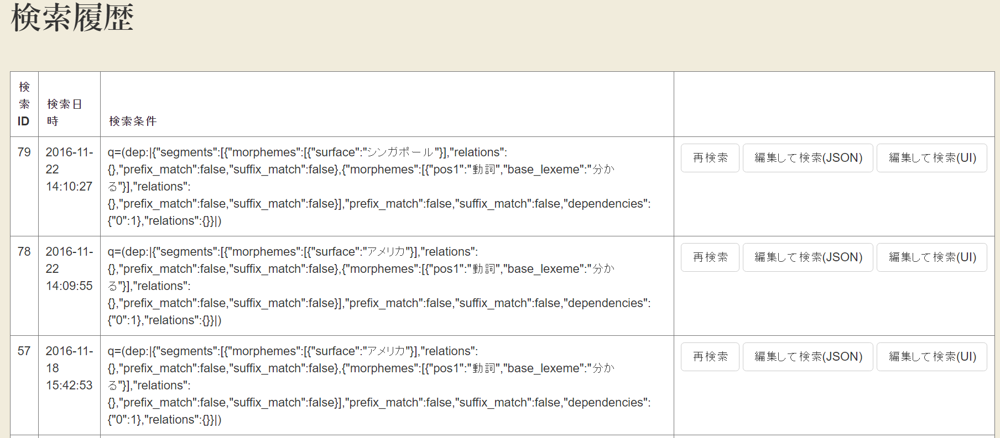 検索履歴
検
索
ID
検索日
時
検索条件
79
2016-11-
22
14:10:27
q=(dep:|{"segments":[{"morphemes":[{"surface":"シンガポール"}],"relations":
{},"prefix_match":false,"suffix_match":false},{"morphemes":[{"pos1":"動詞","base_lexeme":"分か
る"}],"relations":
{},"prefix_match":false,"suffix_match":false}],"prefix_match":false,"suffix_match":false,"dependencies":
{"0":1},"relations":{}}|)
再検索
編集して検索(JSON)
編集して検索(UI)
78
2016-11-
22
14:09:55
q=(dep:|{"segments":[{"morphemes":[{"surface":"アメリカ"}],"relations":
{},"prefix_match":false,"suffix_match":false},{"morphemes":[{"pos1":"動詞","base_lexeme":"分か
る"}],"relations":
{},"prefix_match":false,"suffix_match":false}],"prefix_match":false,"suffix_match":false,"dependencies":
{"0":1},"relations":{}}|)
再検索
編集して検索(JSON)
編集して検索(UI)
57
2016-11-
18
15:42:53
q=(dep:|{"segments":[{"morphemes":[{"surface":"アメリカ"}],"relations":
{},"prefix_match":false,"suffix_match":false},{"morphemes":[{"pos1":"動詞","base_lexeme":"分か
る"}],"relations":
{},"prefix_match":false,"suffix_match":false}],"prefix_match":false,"suffix_match":false,"dependencies":
{"0":1},"relations":{}}|)
再検索
編集して検索(JSON)
編集して検索(UI)